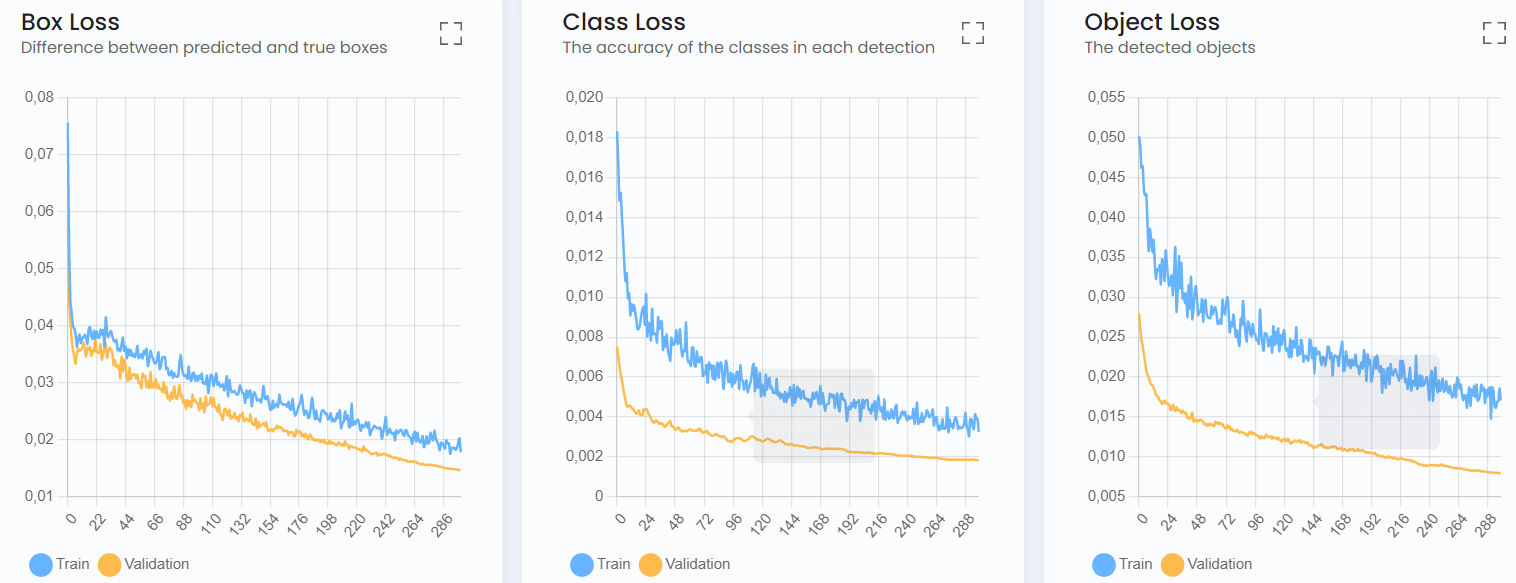 Box Loss
Difference between predicted and true boxes
0,08
0,07
0,06
0,05
0,04
0,03
0,02
0,01
0 22 44 66 88 110 132 154 176 198 220 242 264 286
Train Validation
Class Loss
The accuracy of the classes in each detection
0,020
0,018
0,016
0,014
0,012
0,010
0,008
0,006
0,004
0,002
0
0 24 48 72 96 120 144 168 192 216 240 264 288
Train Validation
Object Loss
The detected objects
0,055
0,050
0,045
0,040
0,035
0,030
0,025
0,020
0,015
0,010
0,005
0 24 48 72 96 120 144 168 192 216 240 264 288
Train Validation